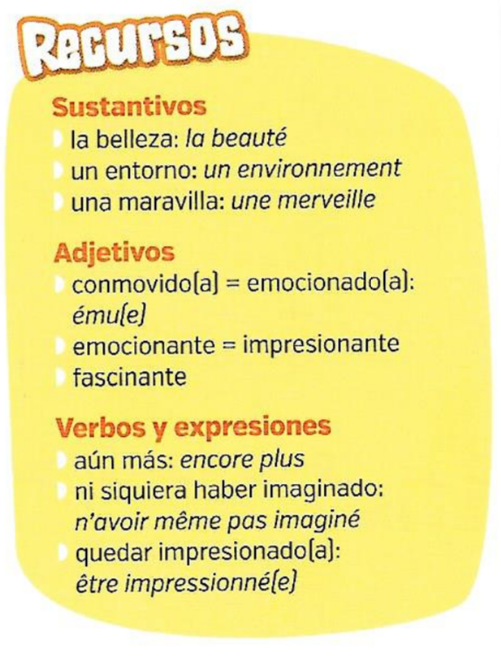 Recursos
Sustantivos
la belleza: la beauté
un entorno: un environnement
una maravilla: une merveille
Adjetivos
conmovido(a) = emocionado(a):
ému(e)
emocionante = impresionante
fascinante
Verbos y expresiones
aún más: encore plus
ni siquiera haber imaginado:
n'avoir même pas imaginé
quedar impresionado(a):
être impressionné(e)